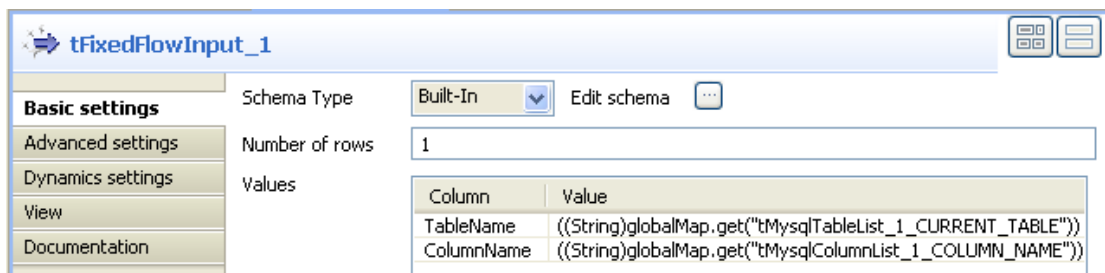 tFixedFlowInput_1
Basic settings
Advanced settings
Dynamics settings
View
Documentation
Schema Type Built-In Edit schema ...
Number of rows 1
Values
Column Value
TableName ((String)globalMap.get("tMysqlTableList_1_CURRENT_TABLE"))
ColumnName ((String)globalMap.get("tMysqlColumnList_1_COLUMN_NAME"))